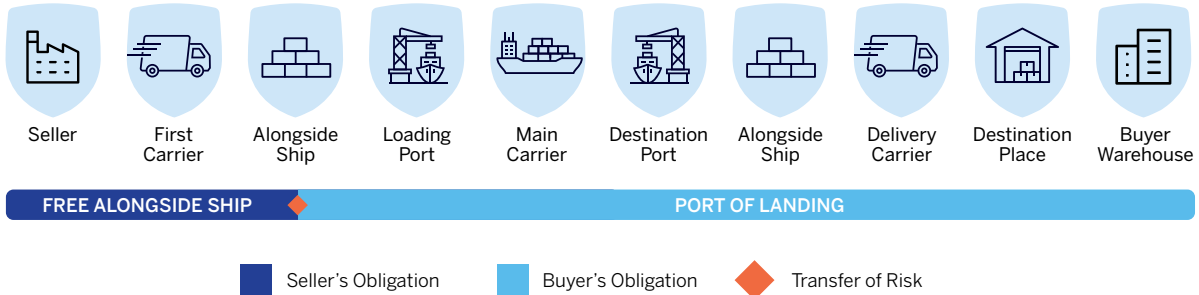 Seller
First
Carrier
Alongside
Ship
Loading
Port
Main
Carrier
Destination
Port
Alongside
Ship
Delivery
Carrier
Destination
Place
Buyer
Warehouse
FREE ALONGSIDE SHIP
PORT OF LANDING
Seller’s Obligation
Buyer’s Obligation
Transfer of Risk